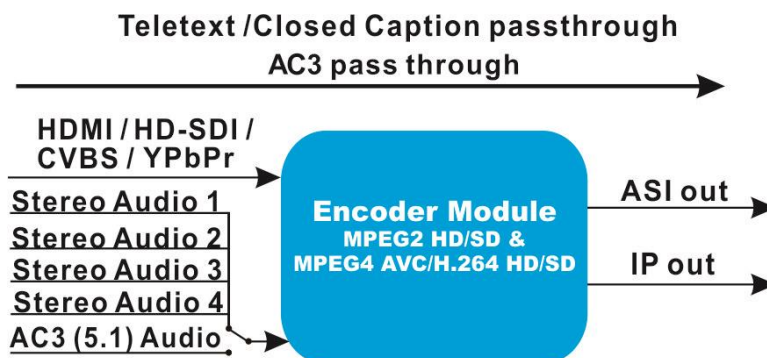 Teletext /Closed Caption passthrough
AC3 pass through
HDMI / HD-SDI /
CVBS / YPbPr
Stereo Audio 1
Stereo Audio 2
Stereo Audio 3
Stereo Audio 4
AC3 (5.1) Audio
Encoder Module
MPEG2 HD/SD &
MPEG4 AVC/H.264 HD/SD
ASI out
IP out